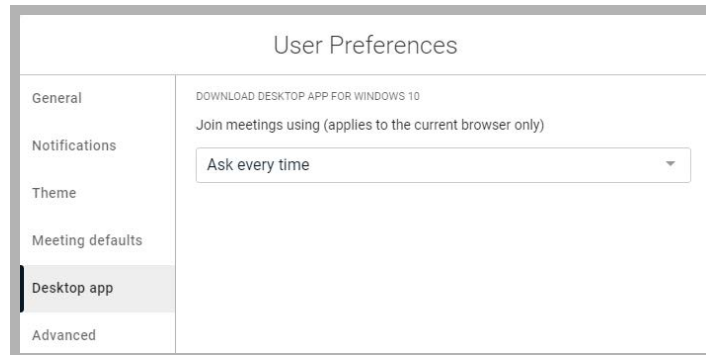 User Preferences
General
Notifications
Theme
Meeting defaults
Desktop app
Advanced
DOWNLOAD DESKTOP APP FOR WINDOWS 10
Join meetings using (applies to the current browser only)
Ask every time